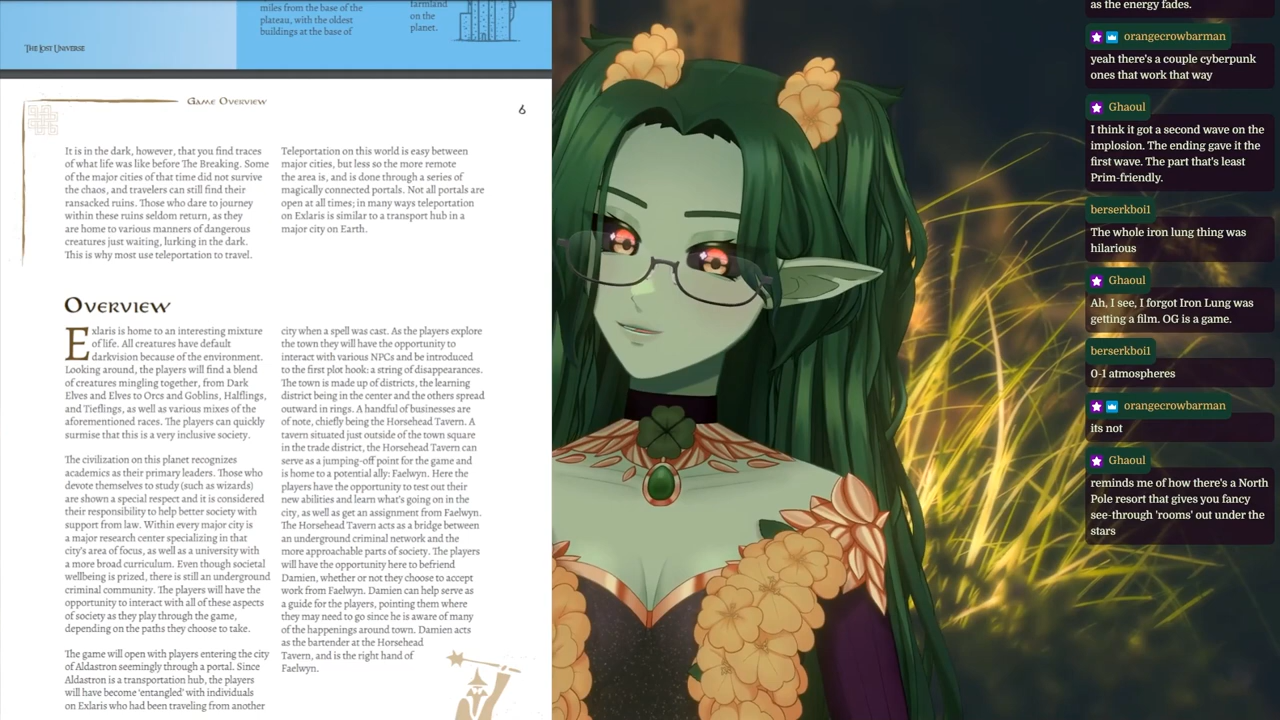 miles from the base of the
plateau, with the oldest
buildings at the base of
farmland
on the
planet.
The Lost Universe
Game Overview
6
It is in the dark, however, that you find traces
of what life was like before The Breaking. Some
of the major cities of that time did not survive
the chaos, and travelers can still find their
ransacked ruins. Those who dare to journey
within these ruins seldom return, as they
are home to various manners of dangerous
creatures just waiting, lurking in the dark.
This is why most use teleportation to travel.
Teleportation on this world is easy between
major cities, but less so the more remote
the area is, and is done through a series of
magically connected portals. Not all portals are
open at all times; in many ways teleportation
on Exlaris is similar to a transport hub in a
major city on Earth.
Overview
Exlaris is home to an interesting mixture
of life. All creatures have default
darkvision because of the environment.
Looking around, the players will find a blend
of creatures mingling together, from Dark
Elves and Elves to Orcs and Goblins, Halflings,
and Tieflings, as well as various mixes of the
aforementioned races. The players can quickly
surmise that this is a very inclusive society.
The civilization on this planet recognizes
academics as their primary leaders. Those who
devote themselves to study (such as wizards)
are shown a special respect and it is considered
their responsibility to help better society with
support from law. Within every major city is
a major research center specializing in that
city's area of focus, as well as a university with
a more broad curriculum. Even though societal
wellbeing is prized, there is still an underground
criminal community. The players will have the
opportunity to interact with all of these aspects
of society as they play through the game,
depending on the paths they choose to take.
The game will open with players entering the city
of Aldastron seemingly through a portal. Since
Aldastron is a transportation hub, the players
will have become 'entangled' with individuals
on Exlaris who had been traveling from another
city when a spell was cast. As the players explore
the town they will have the opportunity to
interact with various NPCs and be introduced
to the first plot hook: a string of disappearances.
The town is made up of districts, the learning
district being in the center and the others spread
outward in rings. A handful of businesses are
of note, chiefly being the Horsehead Tavern. A
tavern situated just outside of the town square
in the trade district, the Horsehead Tavern can
serve as a jumping-off point for the game and
is home to a potential ally: Faelwyn. Here the
players have the opportunity to test out their
new abilities and learn what's going on in the
city, as well as get an assignment from Faelwyn.
The Horsehead Tavern acts as a bridge between
an underground criminal network and the
more approachable parts of society. The players
will have the opportunity here to befriend
Damien, whether or not they choose to accept
work from Faelwyn. Damien can help serve as
a guide for the players, pointing them where
they may need to go since he is aware of many
of the happenings around town. Damien acts
as the bartender at the Horsehead
Tavern, and is the right hand of
Faelwyn.
as the energy fades.
orangecrowbarman
yeah there's a couple cyberpunk
ones that work that way
Ghaoul
I think it got a second wave on the
implosion. The ending gave it the
first wave. The part that's least
Prim-friendly.
berserkboi1
The whole iron lung thing was
hilarious
Ghaoul
Ah, I see, I forgot Iron Lung was
getting a film. OG is a game.
berserkboi1
0-1 atmospheres
orangecrowbarman
its not
Ghaoul
reminds me of how there's a North
Pole resort that gives you fancy
see-through 'rooms' out under the
stars